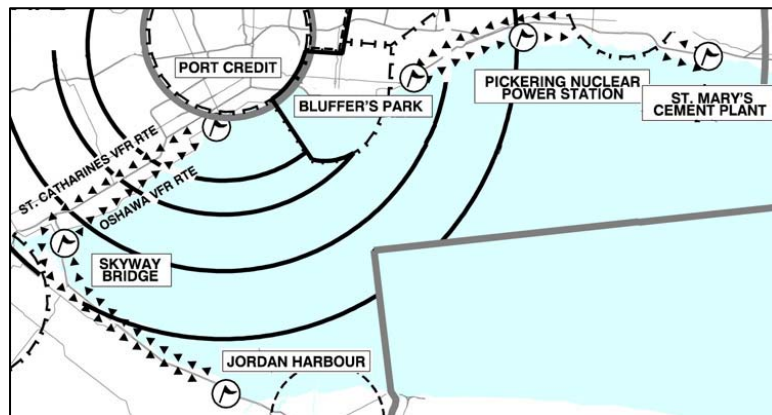 PORT CREDIT
BLUFFER'S PARK
PICKERING NUCLEAR
POWER STATION
ST. MARY'S
CEMENT PLANT
ST. CATHARINES VFR RTE
OSHAWA VFR RTE
SKYWAY
BRIDGE
JORDAN HARBOUR